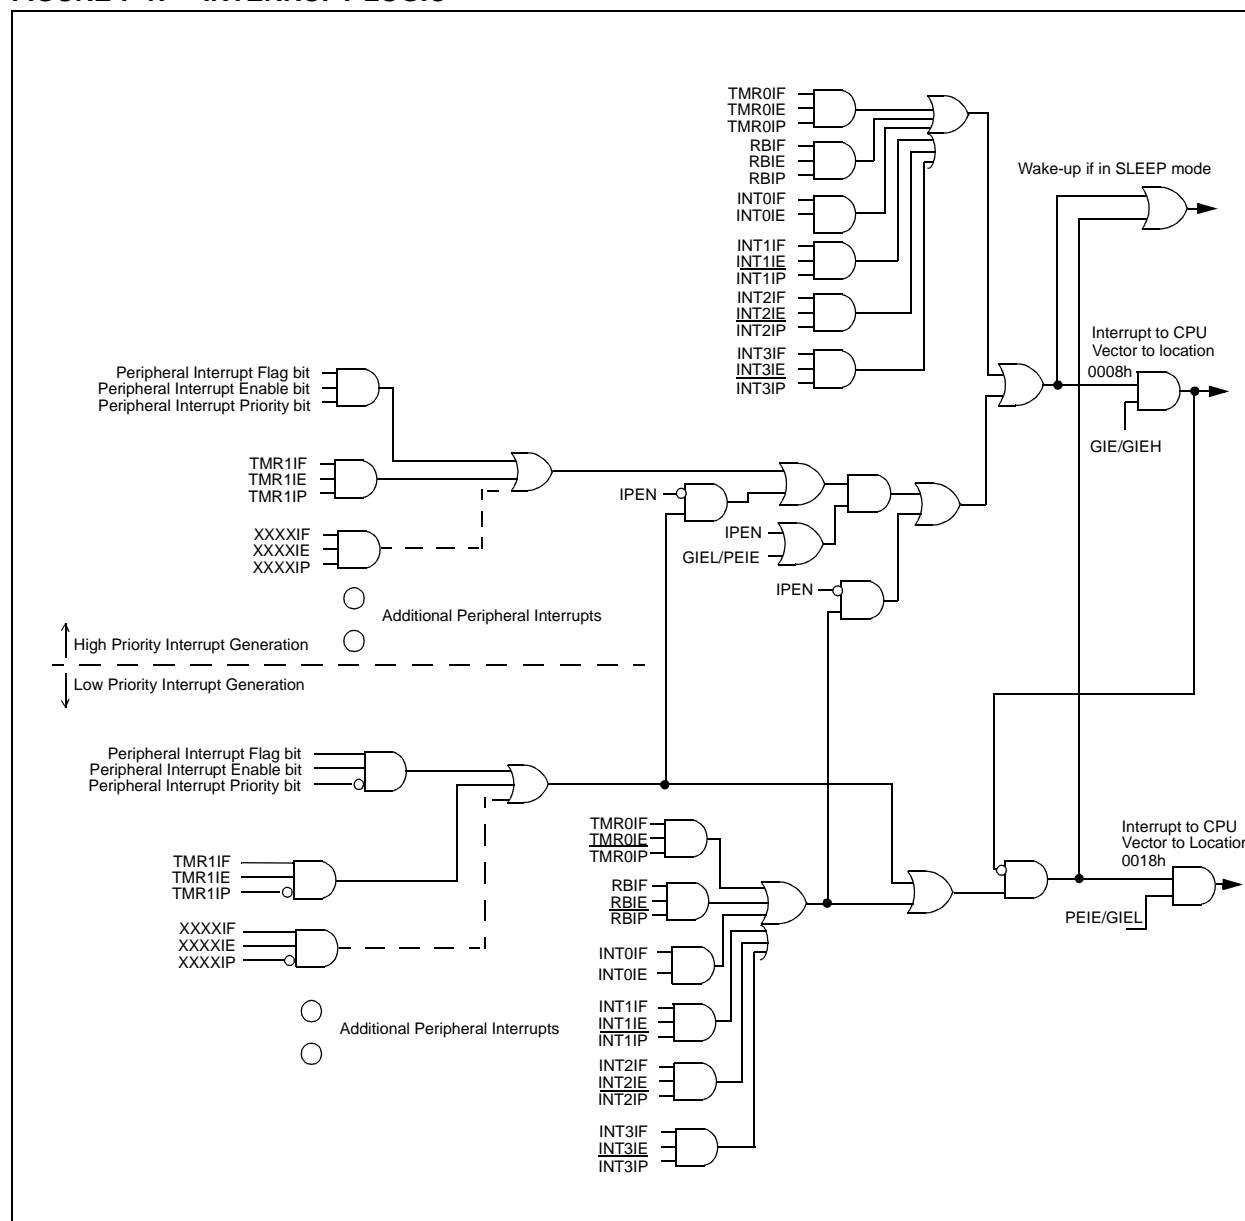 TMR0IF
TMR0IE
TMR0IP
RBIF
RBIE
RBIP
INT0IF
INT0IE
INT1IF
INT1IE
INT1IP
INT2IF
INT2IE
INT2IP
INT3IF
INT3IE
INT3IP
Wake-up if in SLEEP mode
Interrupt to CPU
Vector to location
0008h
GIE/GIEH
Peripheral Interrupt Flag bit
Peripheral Interrupt Enable bit
Peripheral Interrupt Priority bit
TMR1IF
TMR1IE
TMR1IP
XXXXIF
XXXXIE
XXXXIP
IPEN
IPEN
GIEL/PEIE
IPEN
Additional Peripheral Interrupts
High Priority Interrupt Generation
Low Priority Interrupt Generation
Peripheral Interrupt Flag bit
Peripheral Interrupt Enable bit
Peripheral Interrupt Priority bit
TMR1IF
TMR1IE
TMR1IP
XXXXIF
XXXXIE
XXXXIP
Additional Peripheral Interrupts
TMR0IF
TMR0IE
TMR0IP
RBIF
RBIE
RBIP
INT0IF
INT0IE
INT1IF
INT1IE
INT1IP
INT2IF
INT2IE
INT2IP
INT3IF
INT3IE
INT3IP
Interrupt to CPU
Vector to Location
0018h
PEIE/GIEL